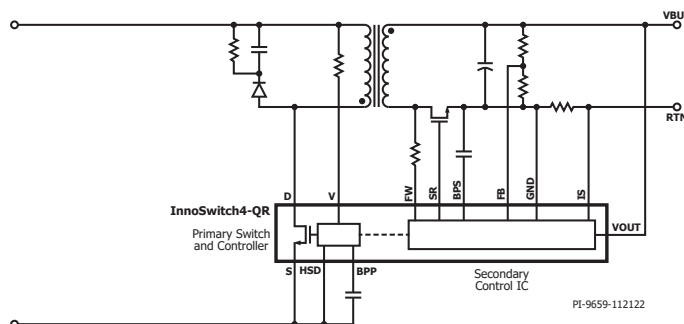 VBU
RTN
D
V
FW
SR
BPS
FB
GND
IS
InnoSwitch4-QR
Primary Switch
and Controller
VOUT
S
HSD
BPP
Secondary
Control IC
PI-9659-112122